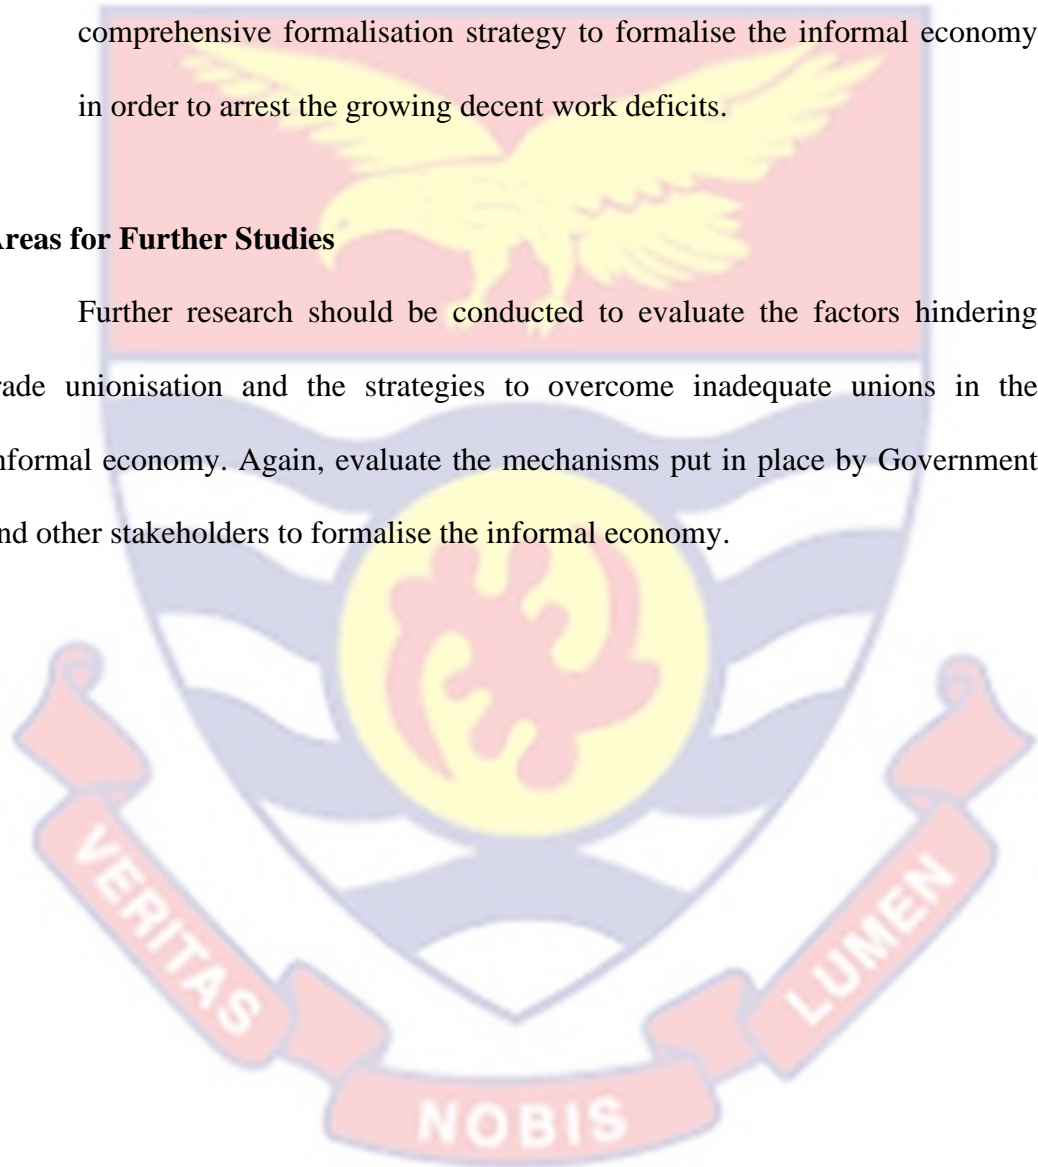 comprehensive formalisation strategy to formalise the informal economy
in order to arrest the growing decent work deficits.
Areas for Further Studies
Further research should be conducted to evaluate the factors hindering
rade unionisation and the strategies to overcome inadequate unions in the
nformal economy. Again, evaluate the mechanisms put in place by Government
nd other stakeholders to formalise the informal economy.
VERITAS
NOBIS
LUMEN